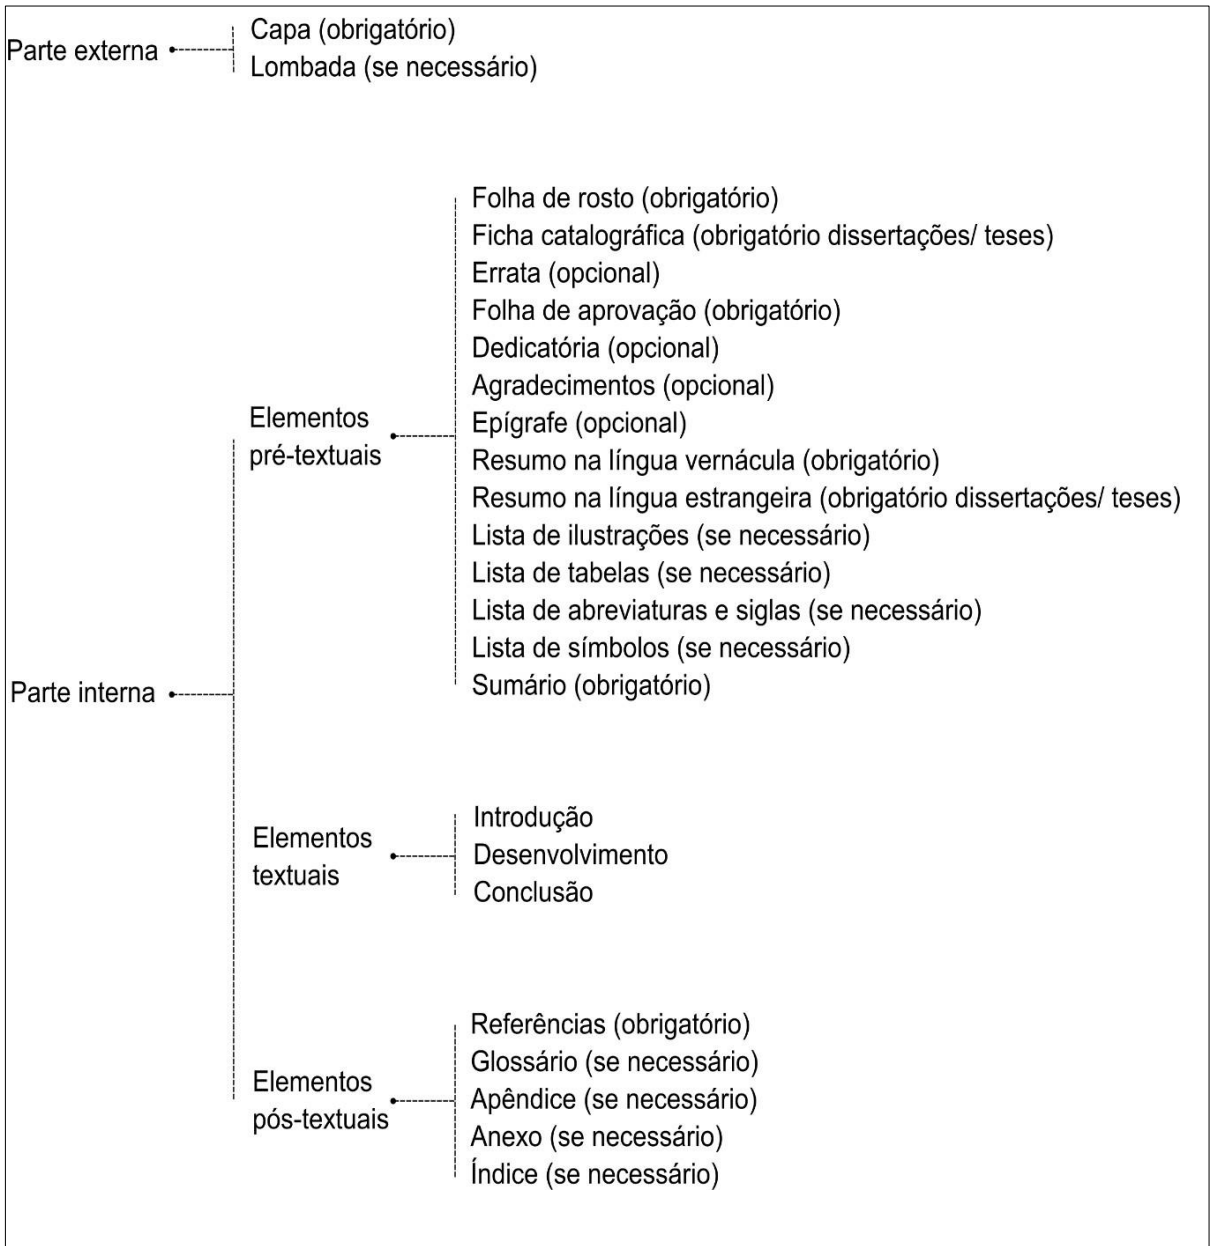 Parte externa
Capa (obrigatório)
Lombada (se necessário)
Parte interna
Elementos
pré-textuais
Folha de rosto (obrigatório)
Ficha catalográfica (obrigatório dissertações/ teses)
Errata (opcional)
Folha de aprovação (obrigatório)
Dedicatória (opcional)
Agradecimentos (opcional)
Epígrafe (opcional)
Resumo na língua vernácula (obrigatório)
Resumo na língua estrangeira (obrigatório dissertações/ teses)
Lista de ilustrações (se necessário)
Lista de tabelas (se necessário)
Lista de abreviaturas e siglas (se necessário)
Lista de símbolos (se necessário)
Sumário (obrigatório)
Elementos
textuais
Introdução
Desenvolvimento
Conclusão
Elementos
pós-textuais
Referências (obrigatório)
Glossário (se necessário)
Apêndice (se necessário)
Anexo (se necessário)
Índice (se necessário)